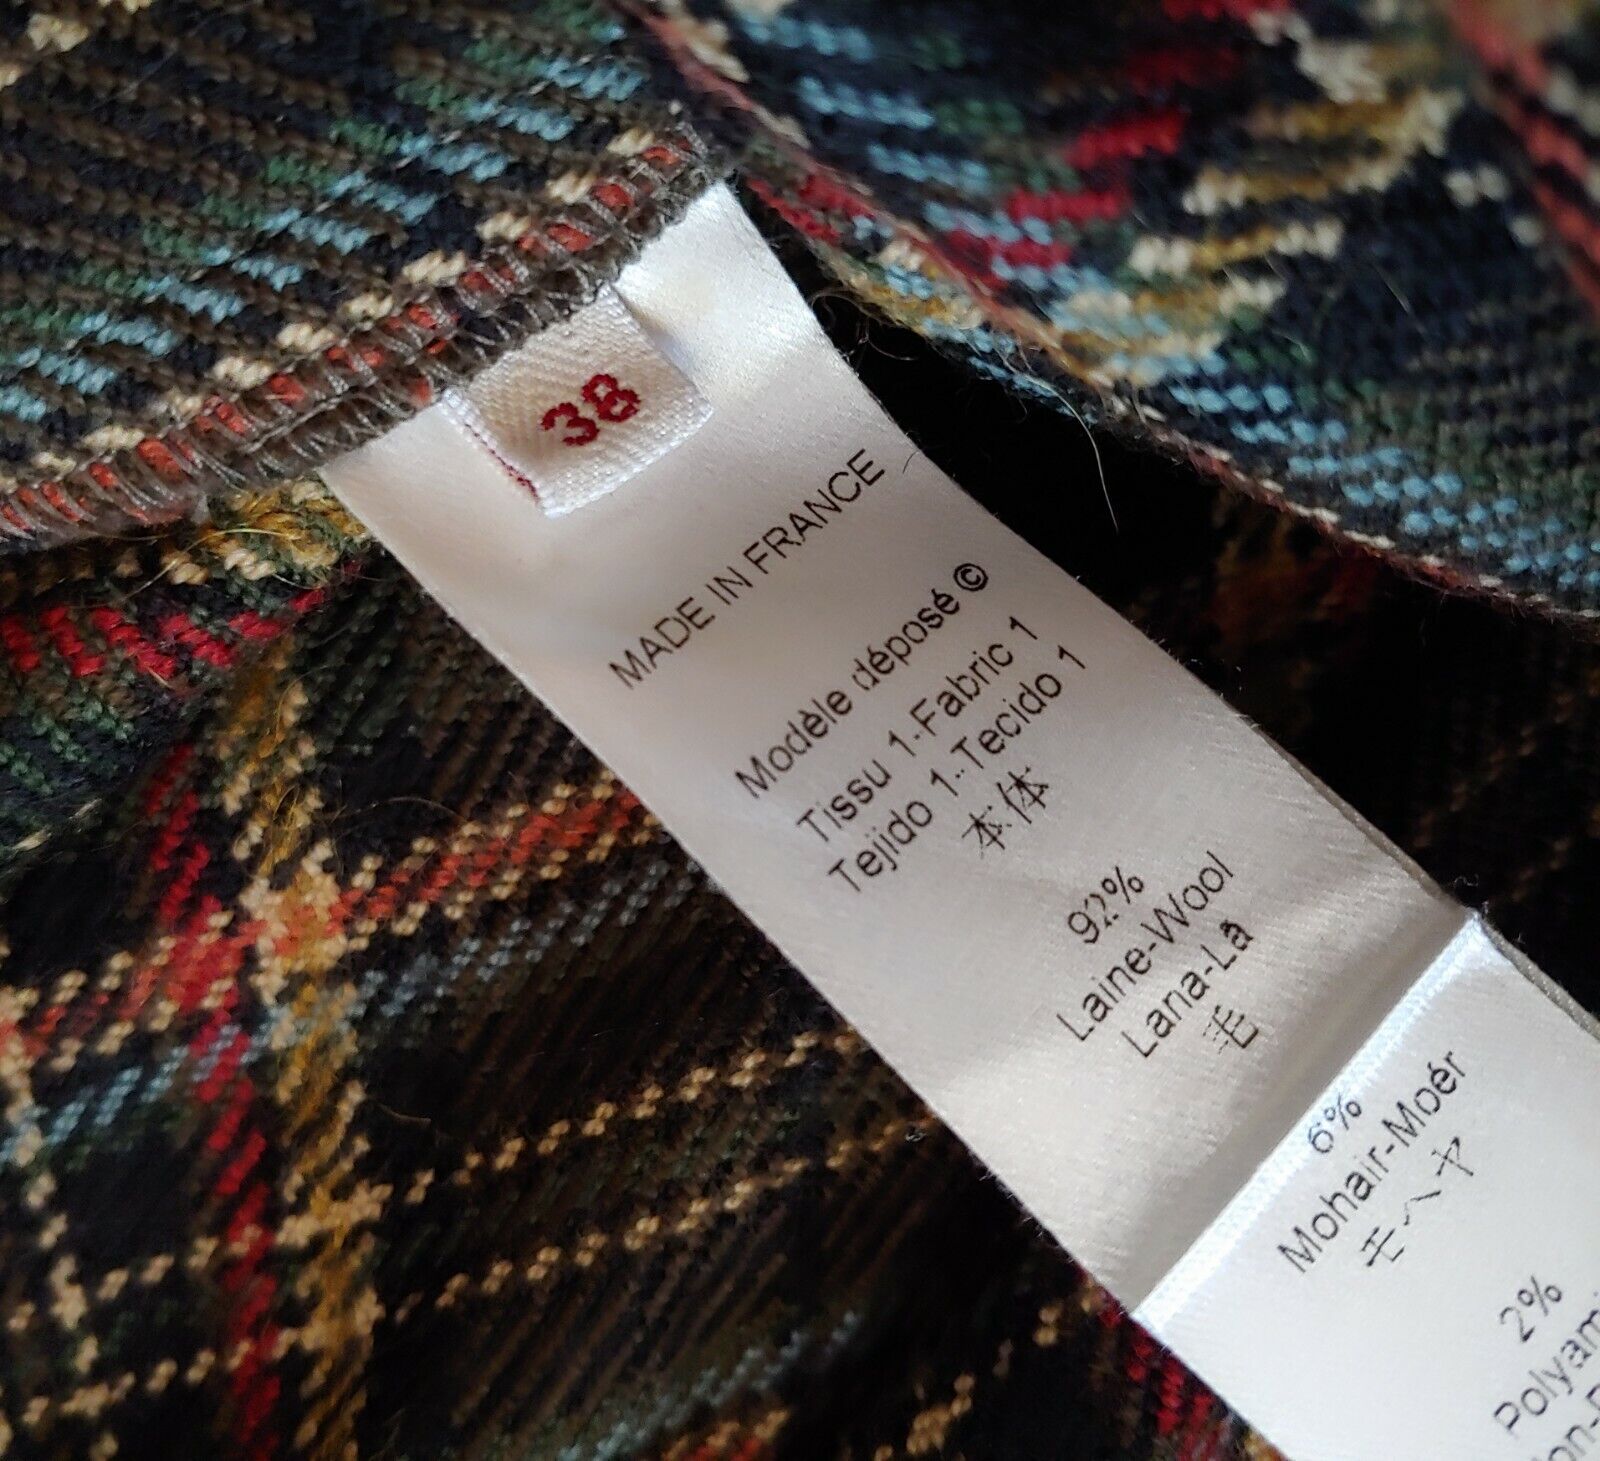 38
MADE IN FRANCE
Modèle déposé ©
Tissu 1-Fabric 1
Tejido 1-Tecido 1
本体
92%
Laine-Wool
Lana-Lã
毛
6%
Mohair-Moér
モヘヤ
2%